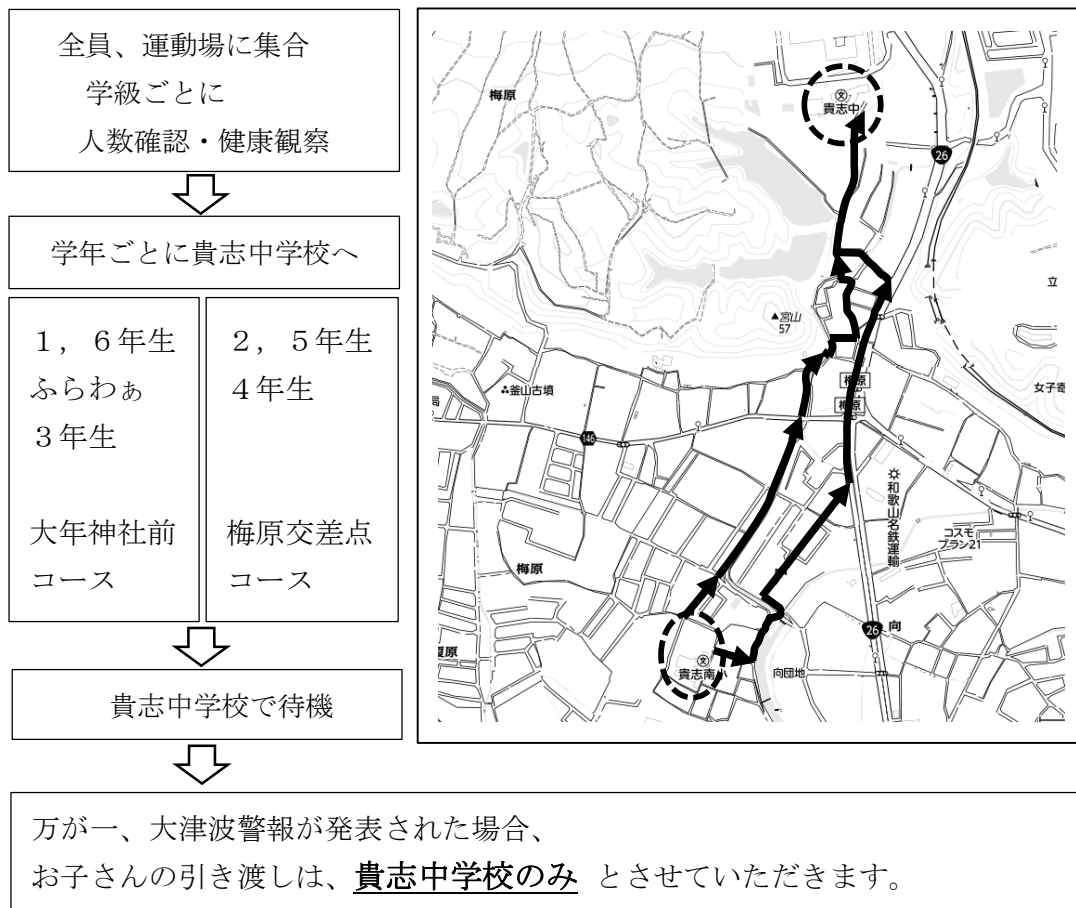 全員、運動場に集合
学級ごとに
人数確認・健康観察
学年ごとに貴志中学校へ
１，６年生
ふらわぁ
３年生
大年神社前
コース
２，５年生
４年生
梅原交差点
コース
貴志中学校で待機
万が一、大津波警報が発表された場合、
お子さんの引き渡しは、貴志中学校のみ とさせていただきます。
梅原
貴志中
26
立
▲宮山
57
釜山古墳
局
146
梅原
梅原
女子寄
和歌山名鉄運輸
コスモ
プラン21
梅原
向
26
貴志南小
向団地